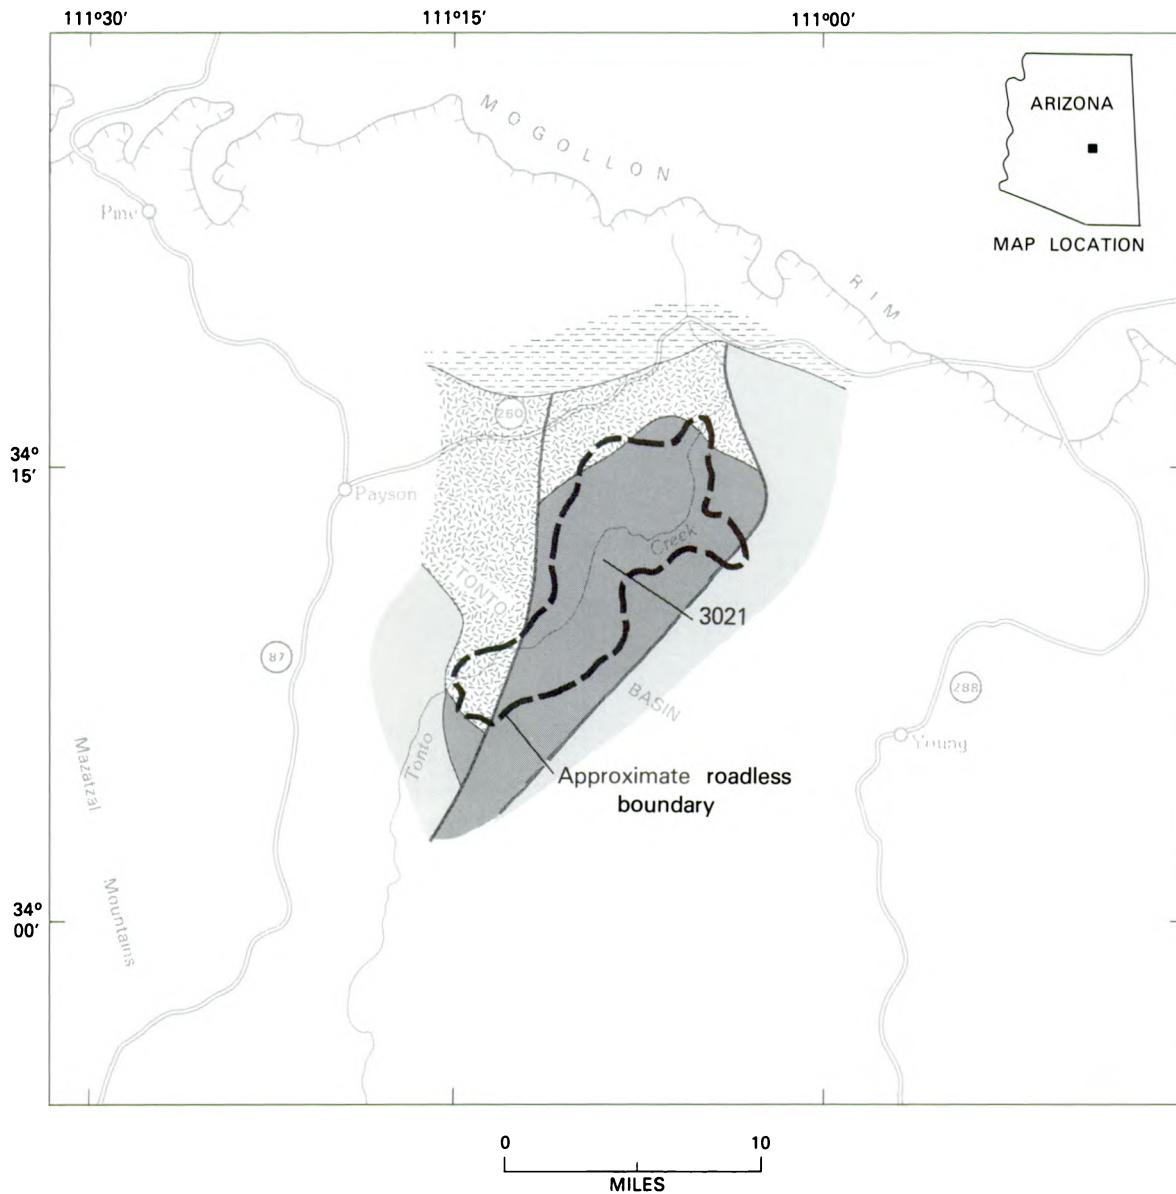 111°30′ 111°15′ 111°00′
ARIZONA
MAP LOCATION
MOGOLLON
RIM
Pine
260
34°
15′
Payson
Creek
TONTO
3021
87
BASIN
288
Young
Tonto
Mazatzal
Mountains
Approximate roadless
boundary
34°
00′
0 10
MILES